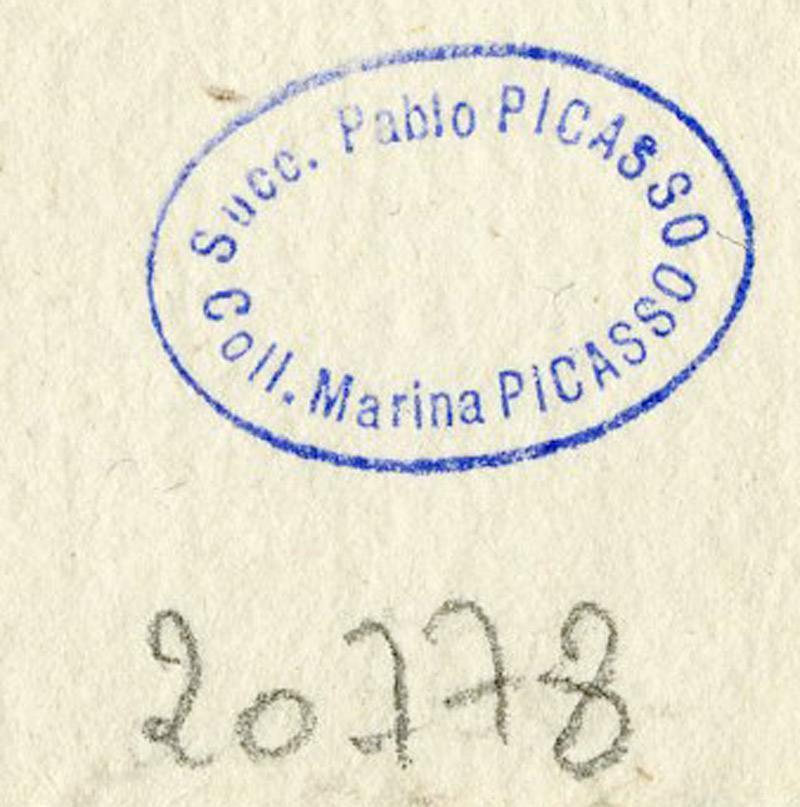 Succ. Pablo PICASSO
Coll. Marina PICASSO
20778